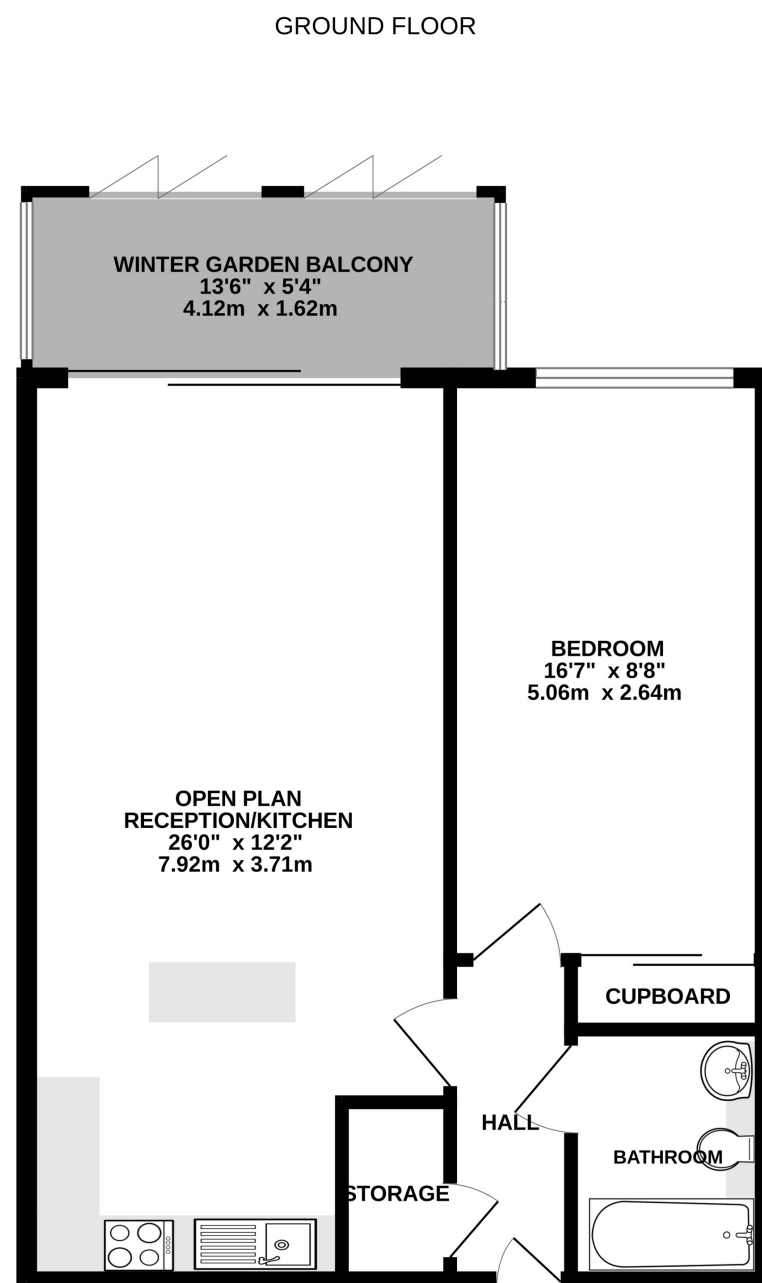 GROUND FLOOR
WINTER GARDEN BALCONY
13'6" x 5'4"
4.12m x 1.62m
BEDROOM
16'7" x 8'8"
5.06m x 2.64m
OPEN PLAN
RECEPTION/KITCHEN
26'0" x 12'2"
7.92m x 3.71m
CUPBOARD
HALL
BATHROOM
STORAGE